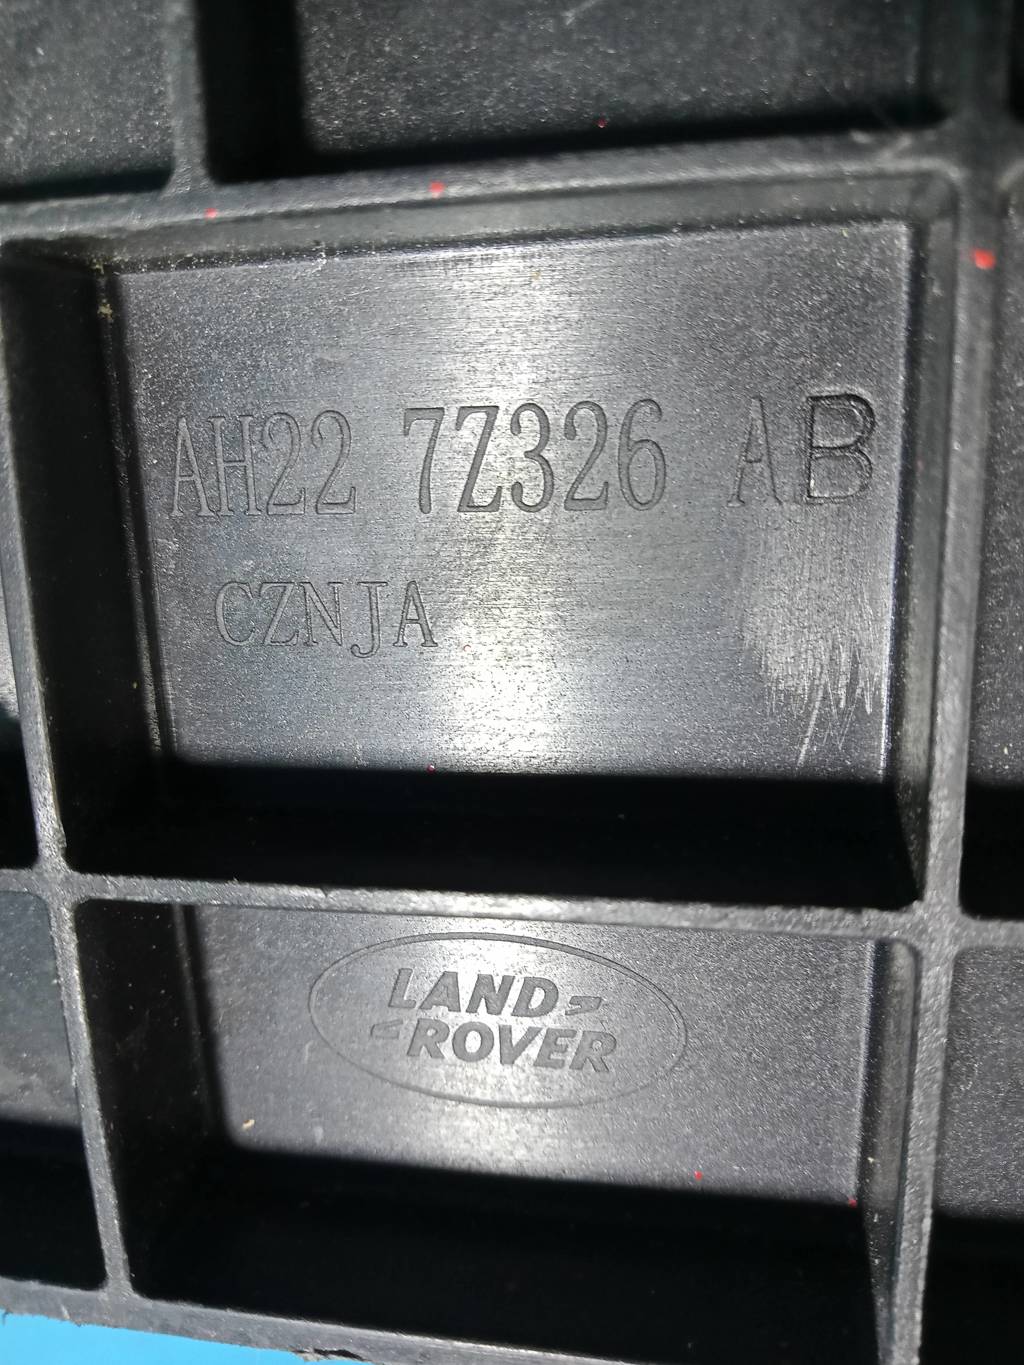 AH22 7Z326 AB
CZNJA
LAND
ROVER